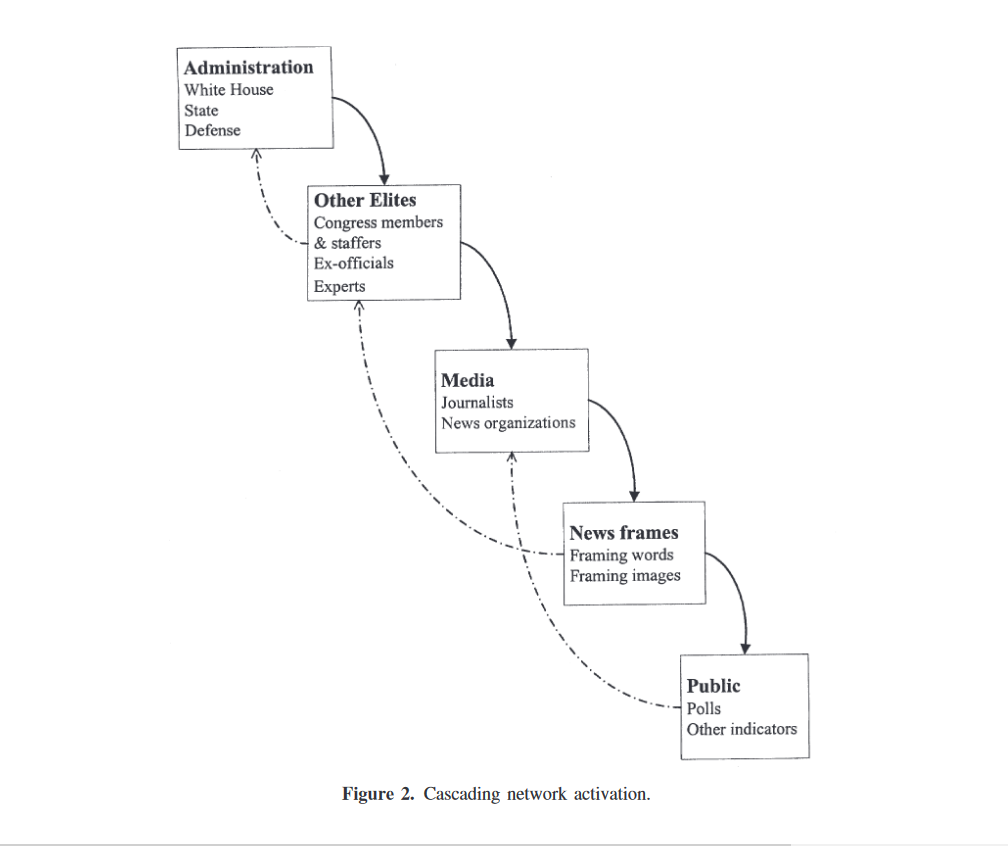 Administration
White House
State
Defense
Other Elites
Congress members
& staffers
Ex-officials
Experts
Media
Journalists
News organizations
News frames
Framing words
Framing images
Public
Polls
Other indicators
Figure 2. Cascading network activation.